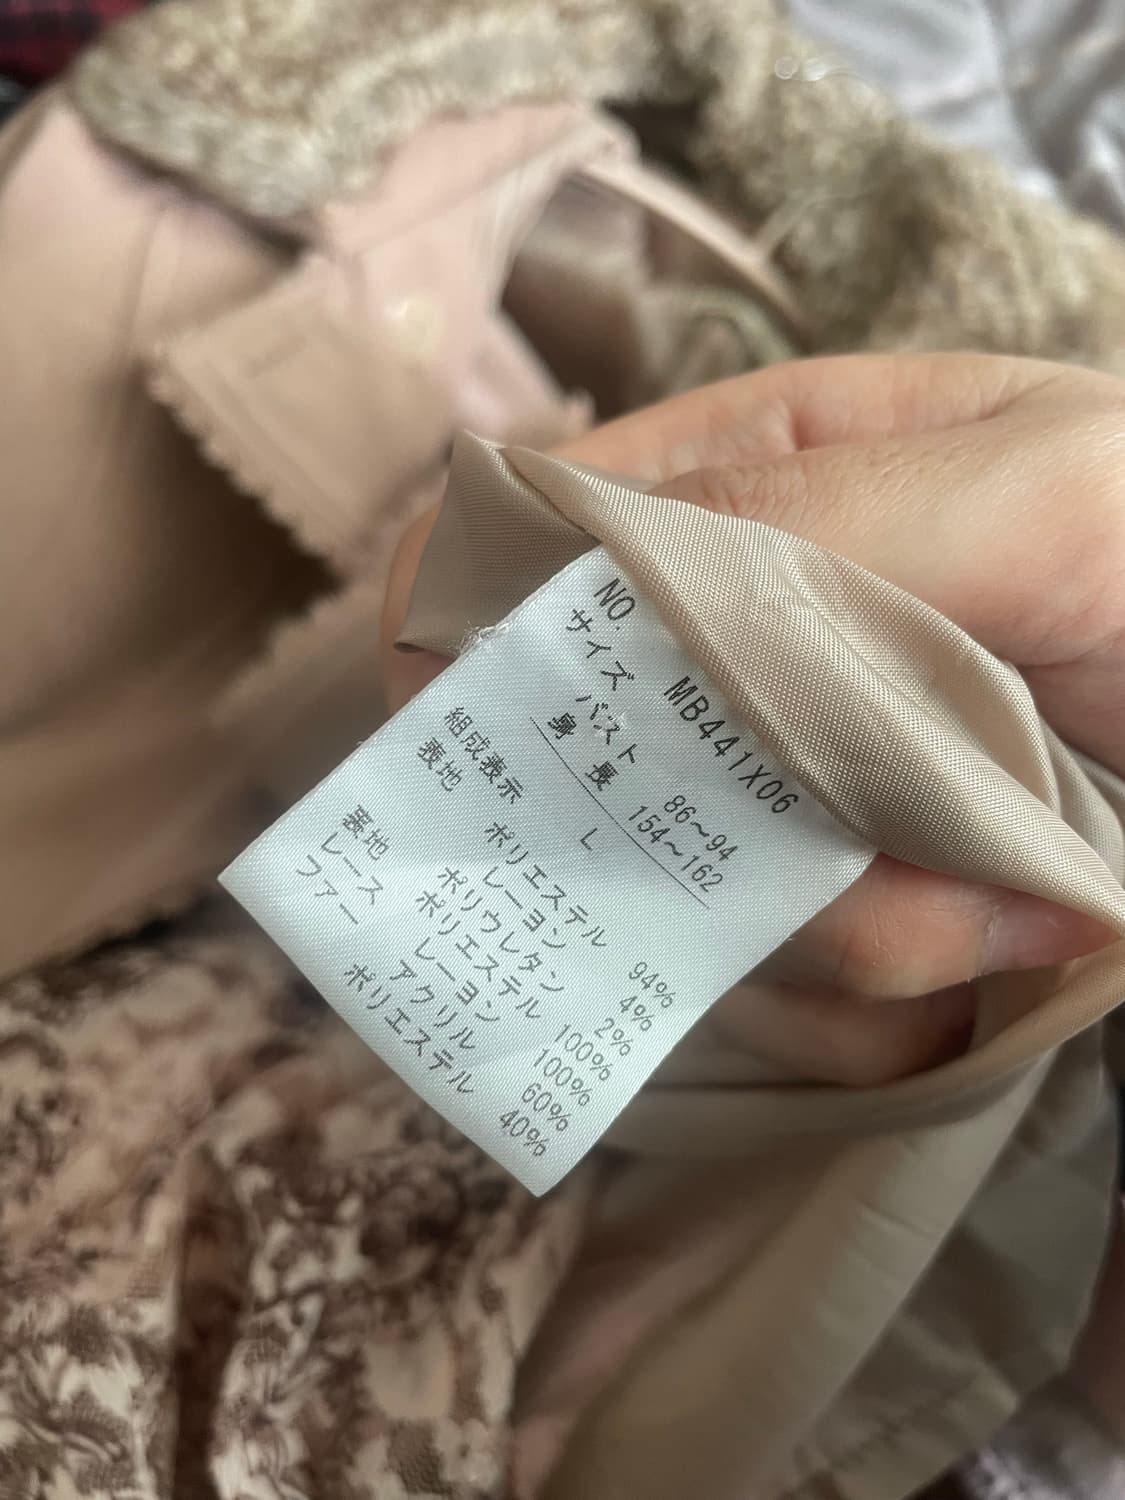 NO. MB441X06
サイズ バスト 86～94
身 長 154～162
L
組成表示
表地 ポリエステル 94%
レーヨン 4%
ポリウレタン 2%
裏地 ポリエステル 100%
レース レーヨン 100%
ファー アクリル 60%
ポリエステル 40%